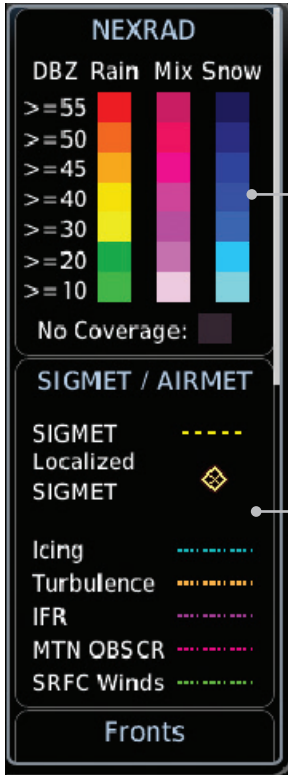 NEXRAD
DBZ Rain Mix Snow
>=55
>=50
>=45
>=40
>=30
>=20
>=10
No Coverage:
SIGMET / AIRMET
SIGMET
Localized
SIGMET
Icing
Turbulence
IFR
MTN OBSCR
SRFC Winds
Fronts